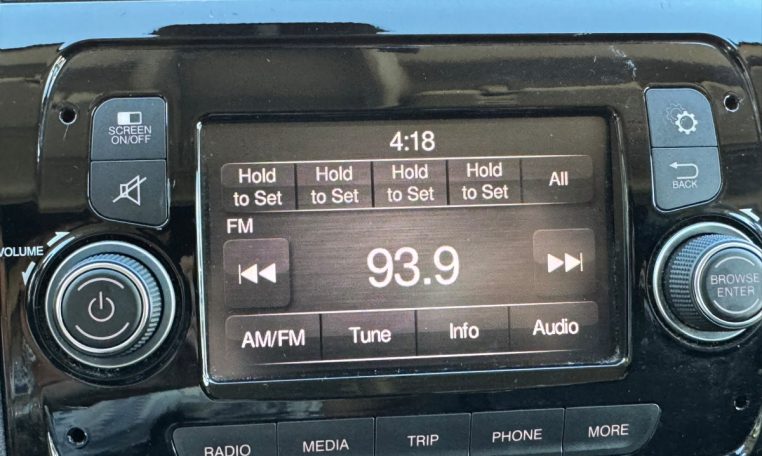 4:18
SCREEN
ON/OFF
Hold Hold Hold Hold All
to Set to Set to Set to Set
BACK
FM
VOLUME
93.9
BROWSE
ENTER
AM/FM Tune Info Audio
RADIO MEDIA TRIP PHONE MORE